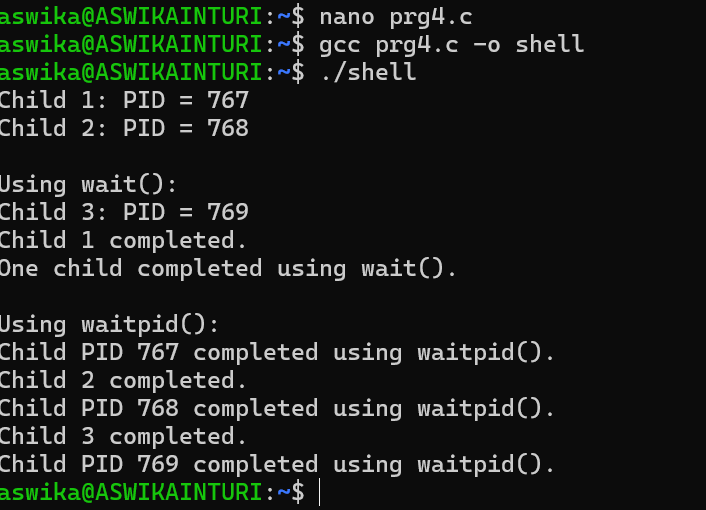 aswika@ASWIKAINTURI:~$ nano prg4.c
aswika@ASWIKAINTURI:~$ gcc prg4.c -o shell
aswika@ASWIKAINTURI:~$ ./shell
Child 1: PID = 767
Child 2: PID = 768

Using wait():
Child 3: PID = 769
Child 1 completed.
One child completed using wait().

Using waitpid():
Child PID 767 completed using waitpid().
Child 2 completed.
Child PID 768 completed using waitpid().
Child 3 completed.
Child PID 769 completed using waitpid().
aswika@ASWIKAINTURI:~$